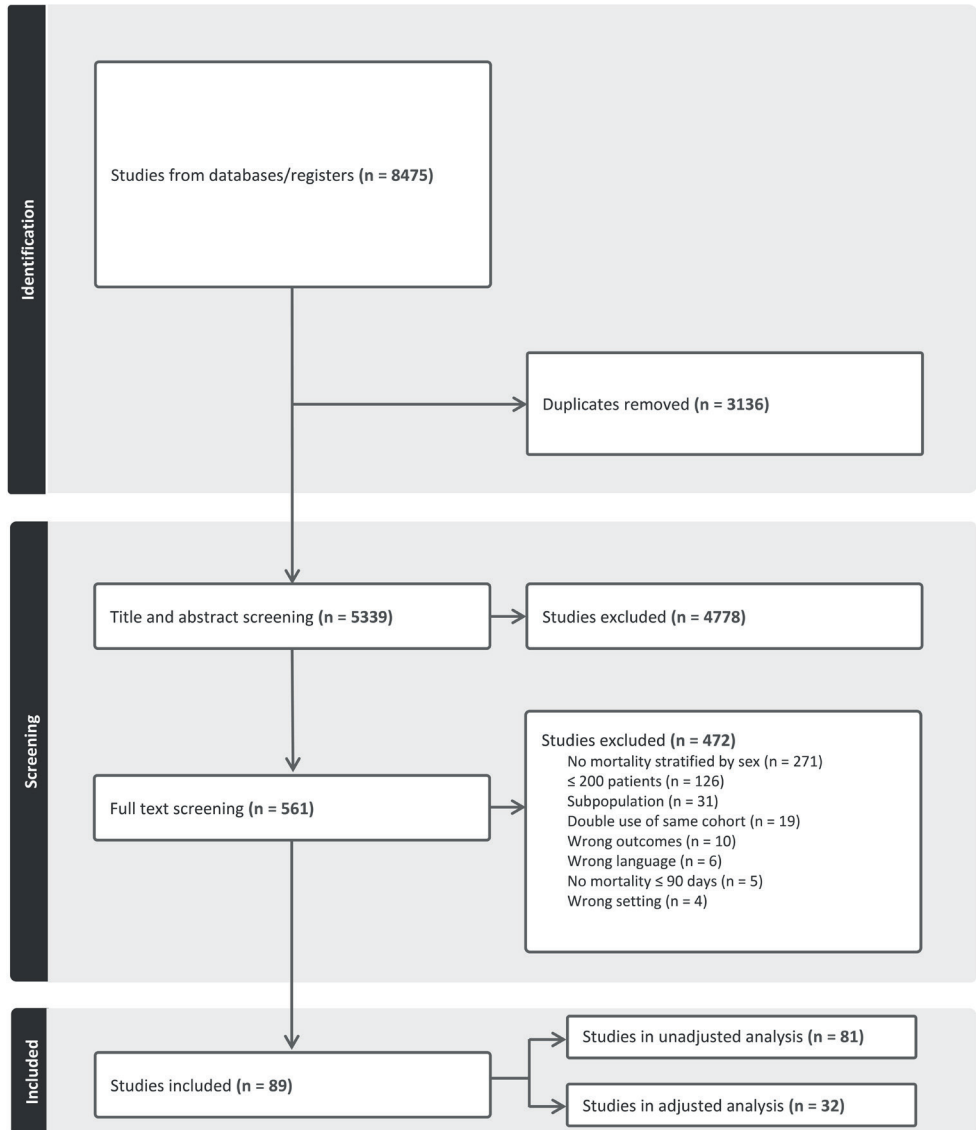 Identification
Studies from databases/registers (n = 8475)
Duplicates removed (n = 3136)
Screening
Title and abstract screening (n = 5339)
Studies excluded (n = 4778)
Full text screening (n = 561)
Studies excluded (n = 472)
No mortality stratified by sex (n = 271)
≤ 200 patients (n = 126)
Subpopulation (n = 31)
Double use of same cohort (n = 19)
Wrong outcomes (n = 10)
Wrong language (n = 6)
No mortality ≤ 90 days (n = 5)
Wrong setting (n = 4)
Included
Studies included (n = 89)
Studies in unadjusted analysis (n = 81)
Studies in adjusted analysis (n = 32)